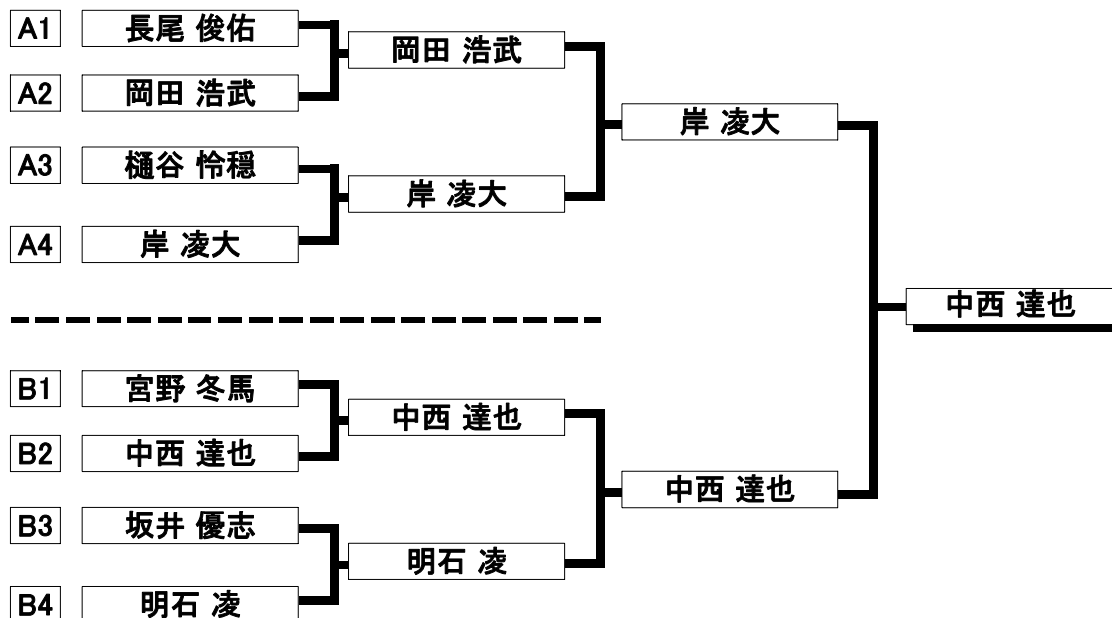 A1 長尾 俊佑
岡田 浩武
A2 岡田 浩武
岸 凌大
A3 樋谷 怜穏
岸 凌大
A4 岸 凌大
中西 達也
B1 宮野 冬馬
中西 達也
B2 中西 達也
中西 達也
B3 坂井 優志
明石 凌
B4 明石 凌